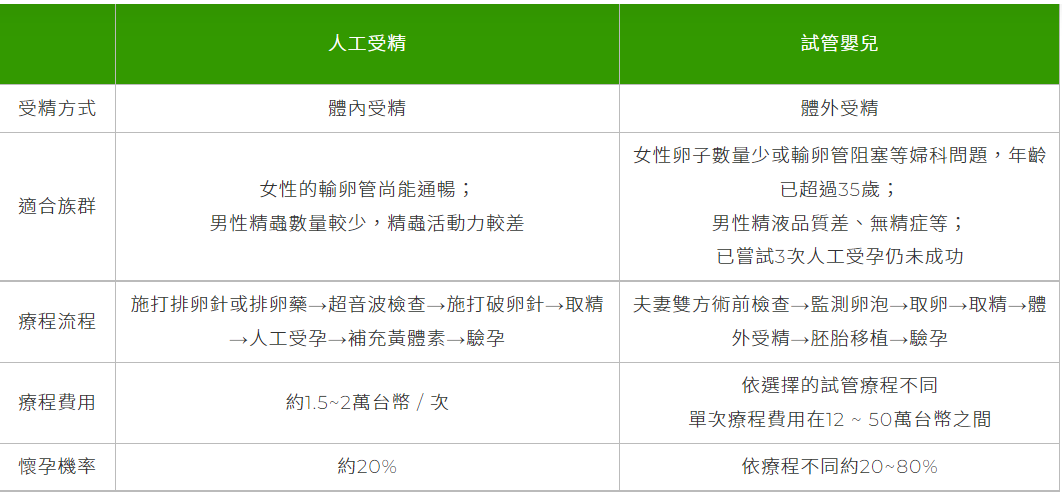 人工受精
試管嬰兒
受精方式
體內受精
體外受精
適合族群
女性的輸卵管尚能通暢；
男性精蟲數量較少，精蟲活動力較差
女性卵子數量少或輸卵管阻塞等婦科問題，年齡
已超過35歲；
男性精液品質差、無精症等；
已嘗試3次人工受孕仍未成功
療程流程
施打排卵針或排卵藥→超音波檢查→施打破卵針→取精
→人工受孕→補充黃體素→驗孕
夫妻雙方術前檢查→監測卵泡→取卵→取精→體
外受精→胚胎移植→驗孕
療程費用
約1.5~2萬台幣 / 次
依選擇的試管療程不同
單次療程費用在12 ~ 50萬台幣之間
懷孕機率
約20%
依療程不同約20~80%